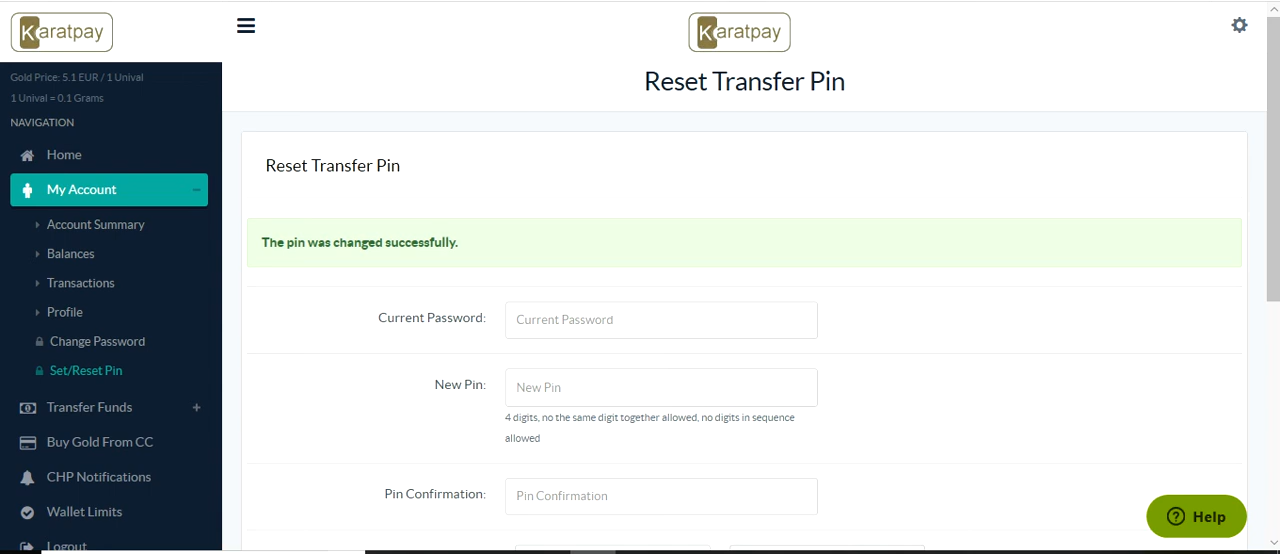 Karatpay
Karatpay
Reset Transfer Pin
Gold Price: 5.1 EUR / 1 Unival
1 Unival = 0.1 Grams
NAVIGATION
Home
My Account
Account Summary
Balances
Transactions
Profile
Change Password
Set/Reset Pin
Transfer Funds
Buy Gold From CC
CHP Notifications
Wallet Limits
Logout
Reset Transfer Pin
The pin was changed successfully.
Current Password:
Current Password
New Pin:
New Pin
4 digits, no the same digit together allowed, no digits in sequence
allowed
Pin Confirmation:
Pin Confirmation
Help